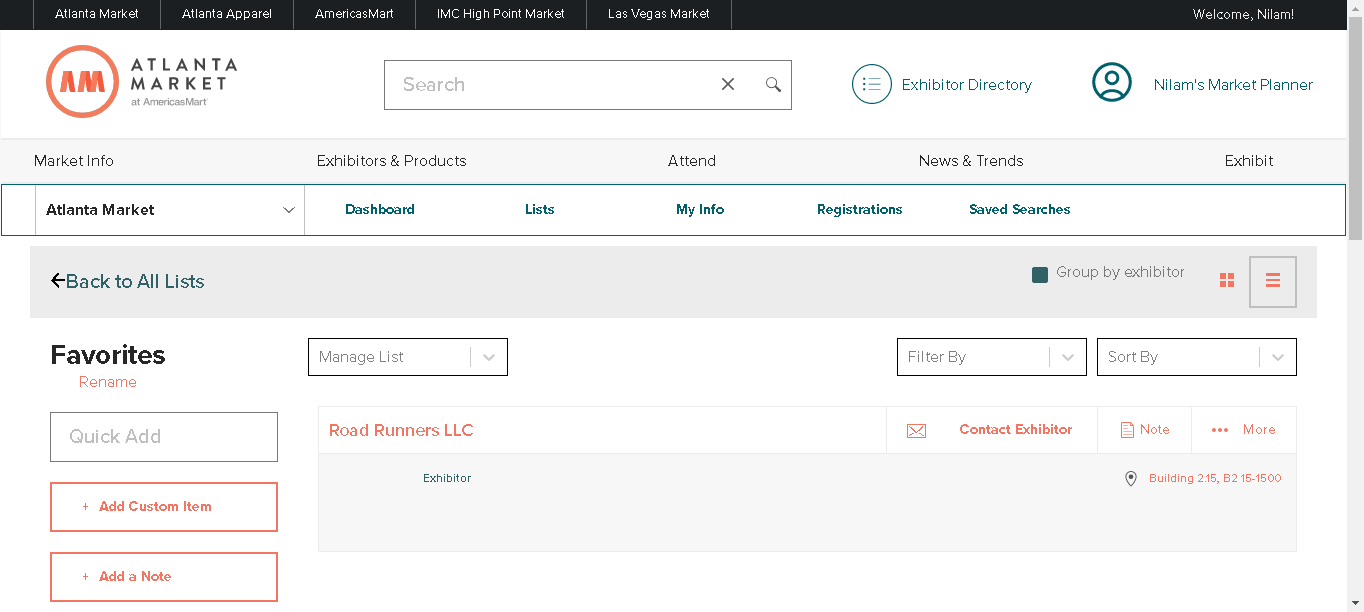 Atlanta Market Atlanta Apparel AmericasMart IMC High Point Market Las Vegas Market Welcome, Nilam!
AM ATLANTA
MARKET
at AmericasMart
Search
Exhibitor Directory
Nilam's Market Planner
Market Info Exhibitors & Products Attend News & Trends Exhibit
Atlanta Market Dashboard Lists My Info Registrations Saved Searches
Back to All Lists Group by exhibitor
Favorites
Rename
Manage List Filter By Sort By
Quick Add
+ Add Custom Item
+ Add a Note
Road Runners LLC Contact Exhibitor Note ••• More
Exhibitor Building 2.15, B2 15-1500